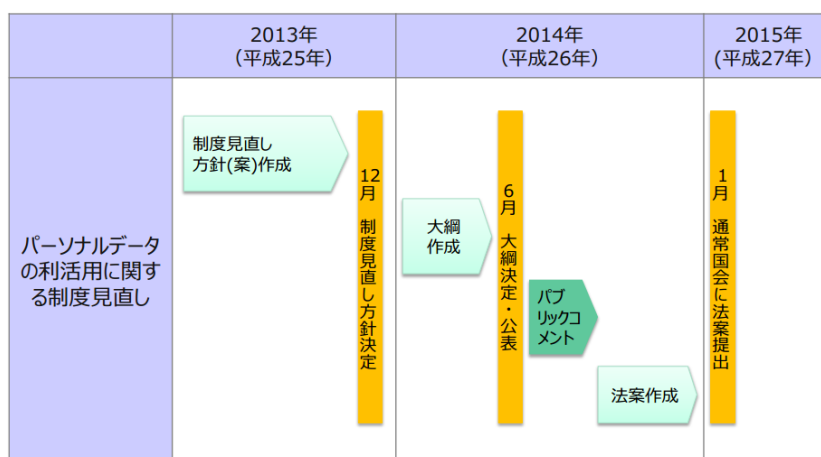 2013年
（平成25年）
2014年
（平成26年）
2015年
（平成27年）
パーソナルデータ
の利活用に関す
る制度見直し
制度見直し
方針(案)作成
12月　制度見直し方針決定
大綱
作成
6月　大綱決定・公表
パブ
リックコ
メント
法案作成
1月　通常国会に法案提出